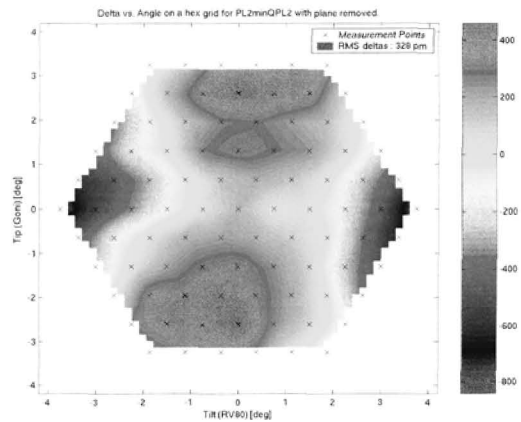 Delta vs. Angle on a hex grid for PL2minQPL2 with plane removed.
Measurement Points
RMS deltas : 328 pm
Tip (Goni) [deg]
4
3
2
1
0
-1
-2
-3
-4
4 3 2 1 0 1 2 3 4
Tilt (RV80) [deg]
400
200
0
-200
-400
-600
-800